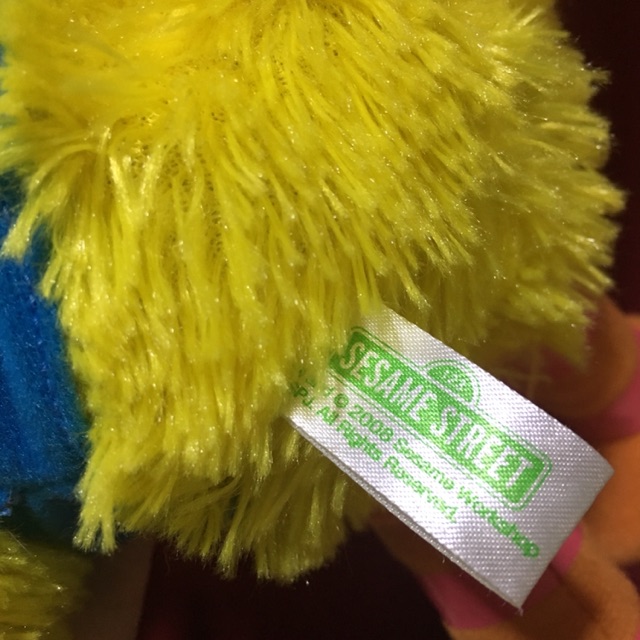 SESAME STREET
© 2008 Sesame Workshop
All Rights Reserved.